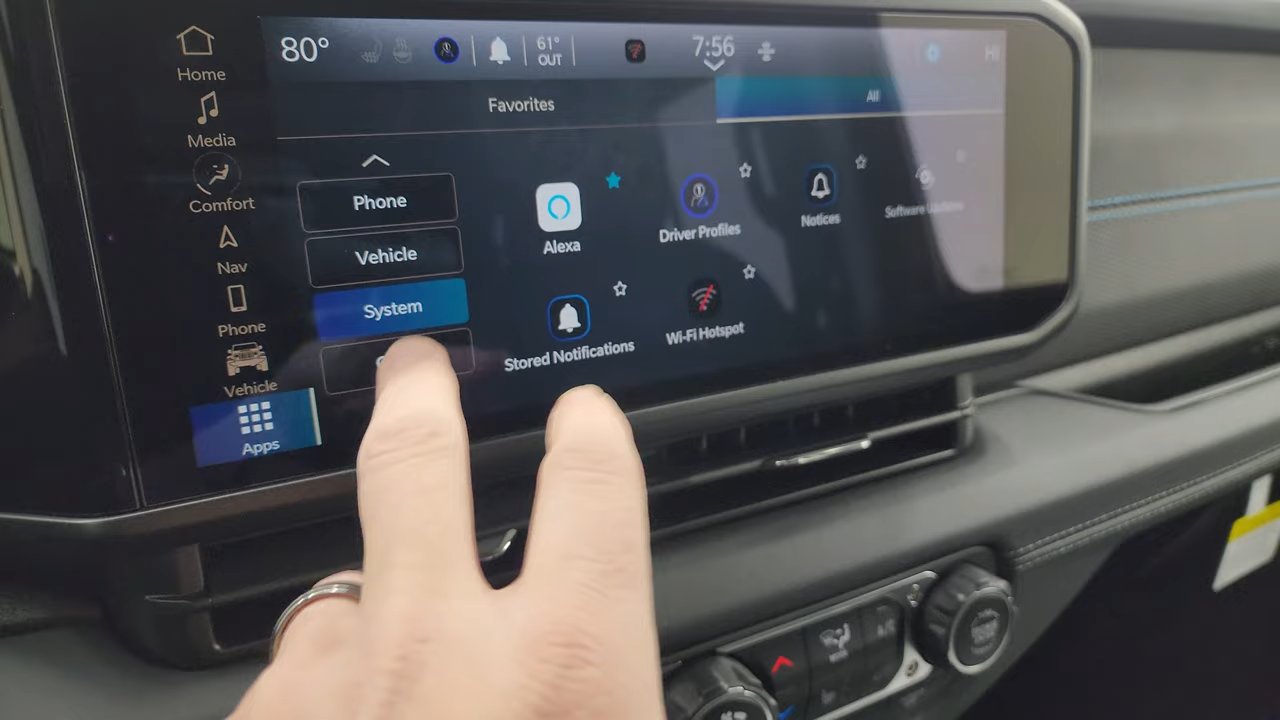 80°
61°
OUT
7:56
HI
Home
Media
Comfort
Nav
Phone
Vehicle
Apps
Favorites
All
Phone
Vehicle
System
Alexa
Driver Profiles
Notices
Software Updates
Stored Notifications
Wi-Fi Hotspot
A/C